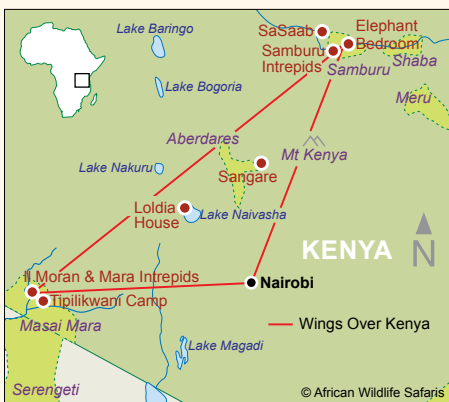 Lake Baringo
SaSaab
Elephant
Bedroom
Samburu
Intrepids
Samburu
Shaba
Lake Bogoria
Meru
Aberdares
Mt Kenya
Lake Nakuru
Sangare
Loldia
House
Lake Naivasha
KENYA
N
Il Moran & Mara Intrepids
Nairobi
Tipilikwani Camp
Masai Mara
Wings Over Kenya
Lake Magadi
Serengeti
© African Wildlife Safaris